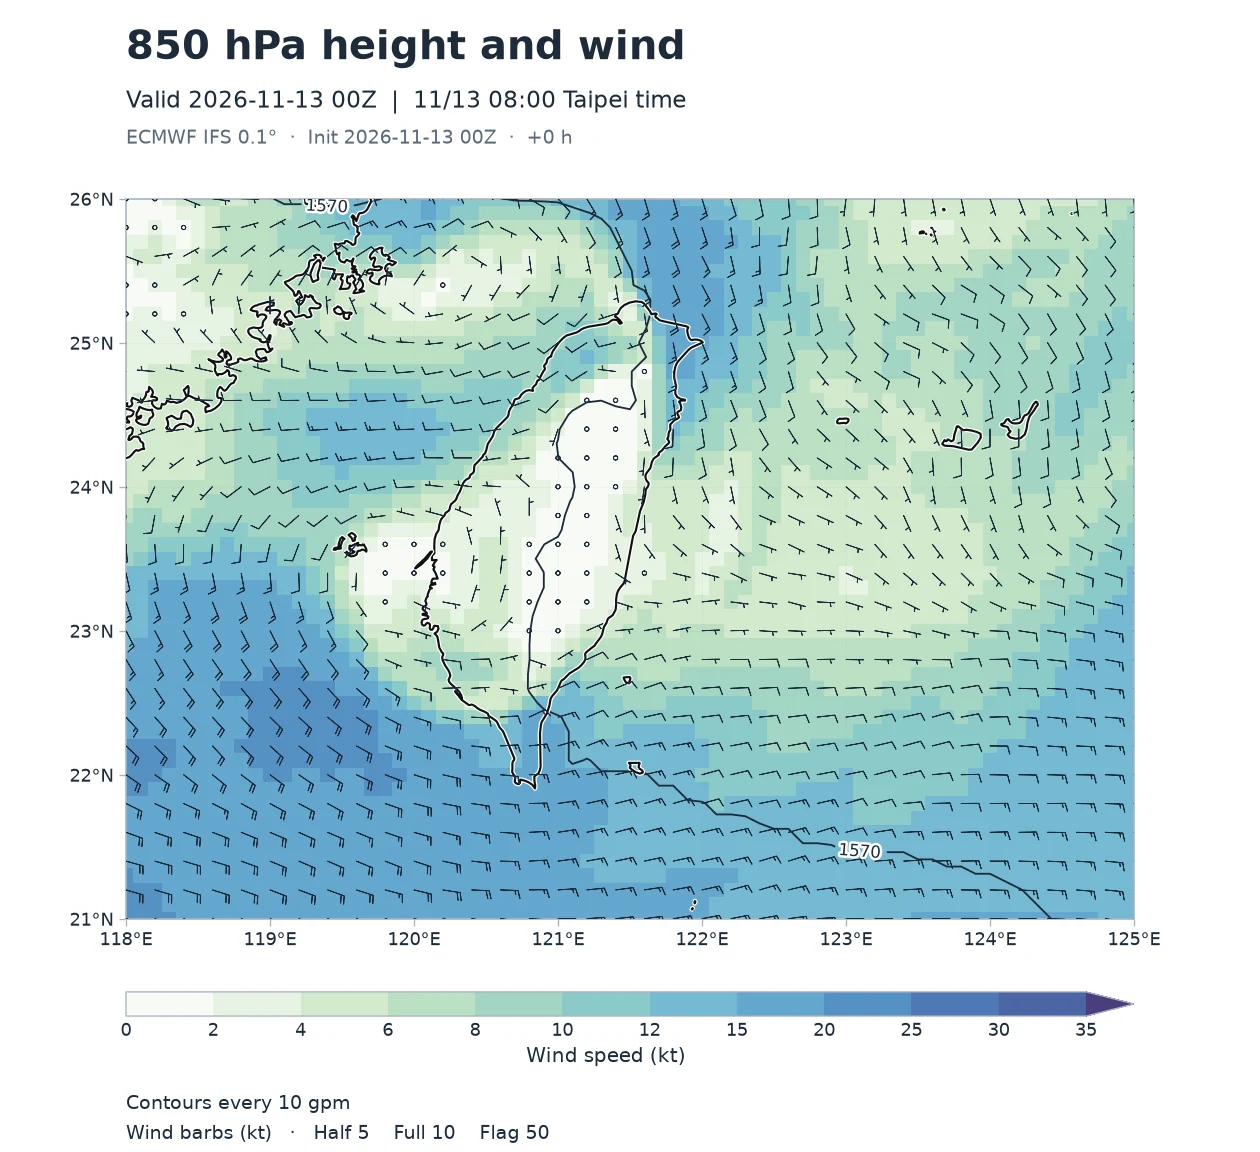 850 hPa height and wind
Valid 2026-11-13 00Z | 11/13 08:00 Taipei time
ECMWF IFS 0.1° · Init 2026-11-13 00Z · +0 h
26°N
1570
25°N
24°N
23°N
22°N
1570
21°N
118°E 119°E 120°E 121°E 122°E 123°E 124°E 125°E
0 2 4 6 8 10 12 15 20 25 30 35
Wind speed (kt)
Contours every 10 gpm
Wind barbs (kt) · Half 5 Full 10 Flag 50